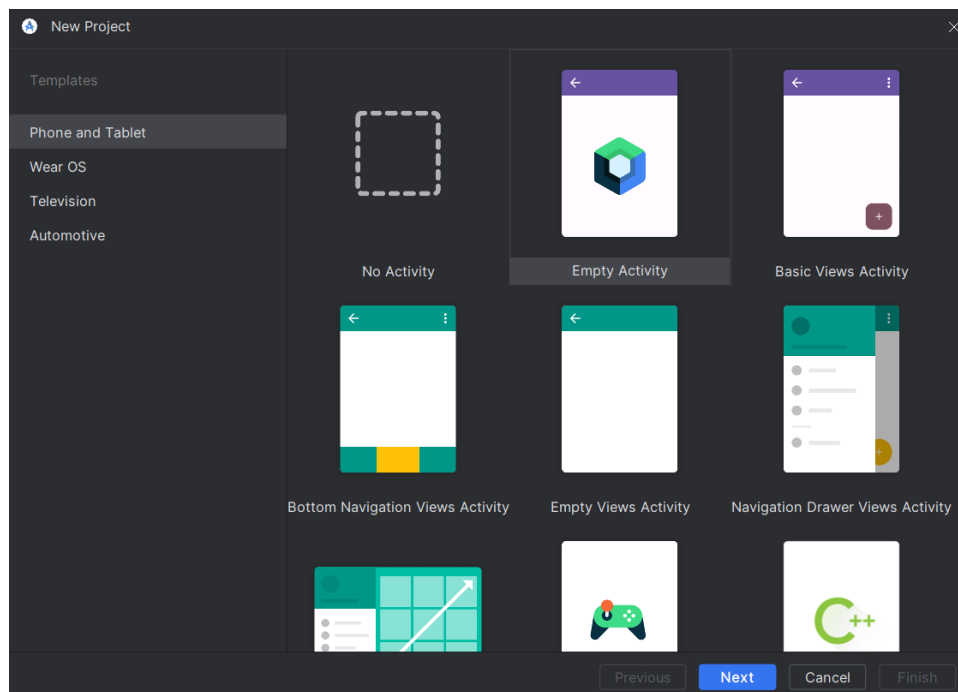 New Project
Templates
Phone and Tablet
Wear OS
Television
Automotive
No Activity
Empty Activity
Basic Views Activity
Bottom Navigation Views Activity
Empty Views Activity
Navigation Drawer Views Activity
C++
Previous
Next
Cancel
Finish